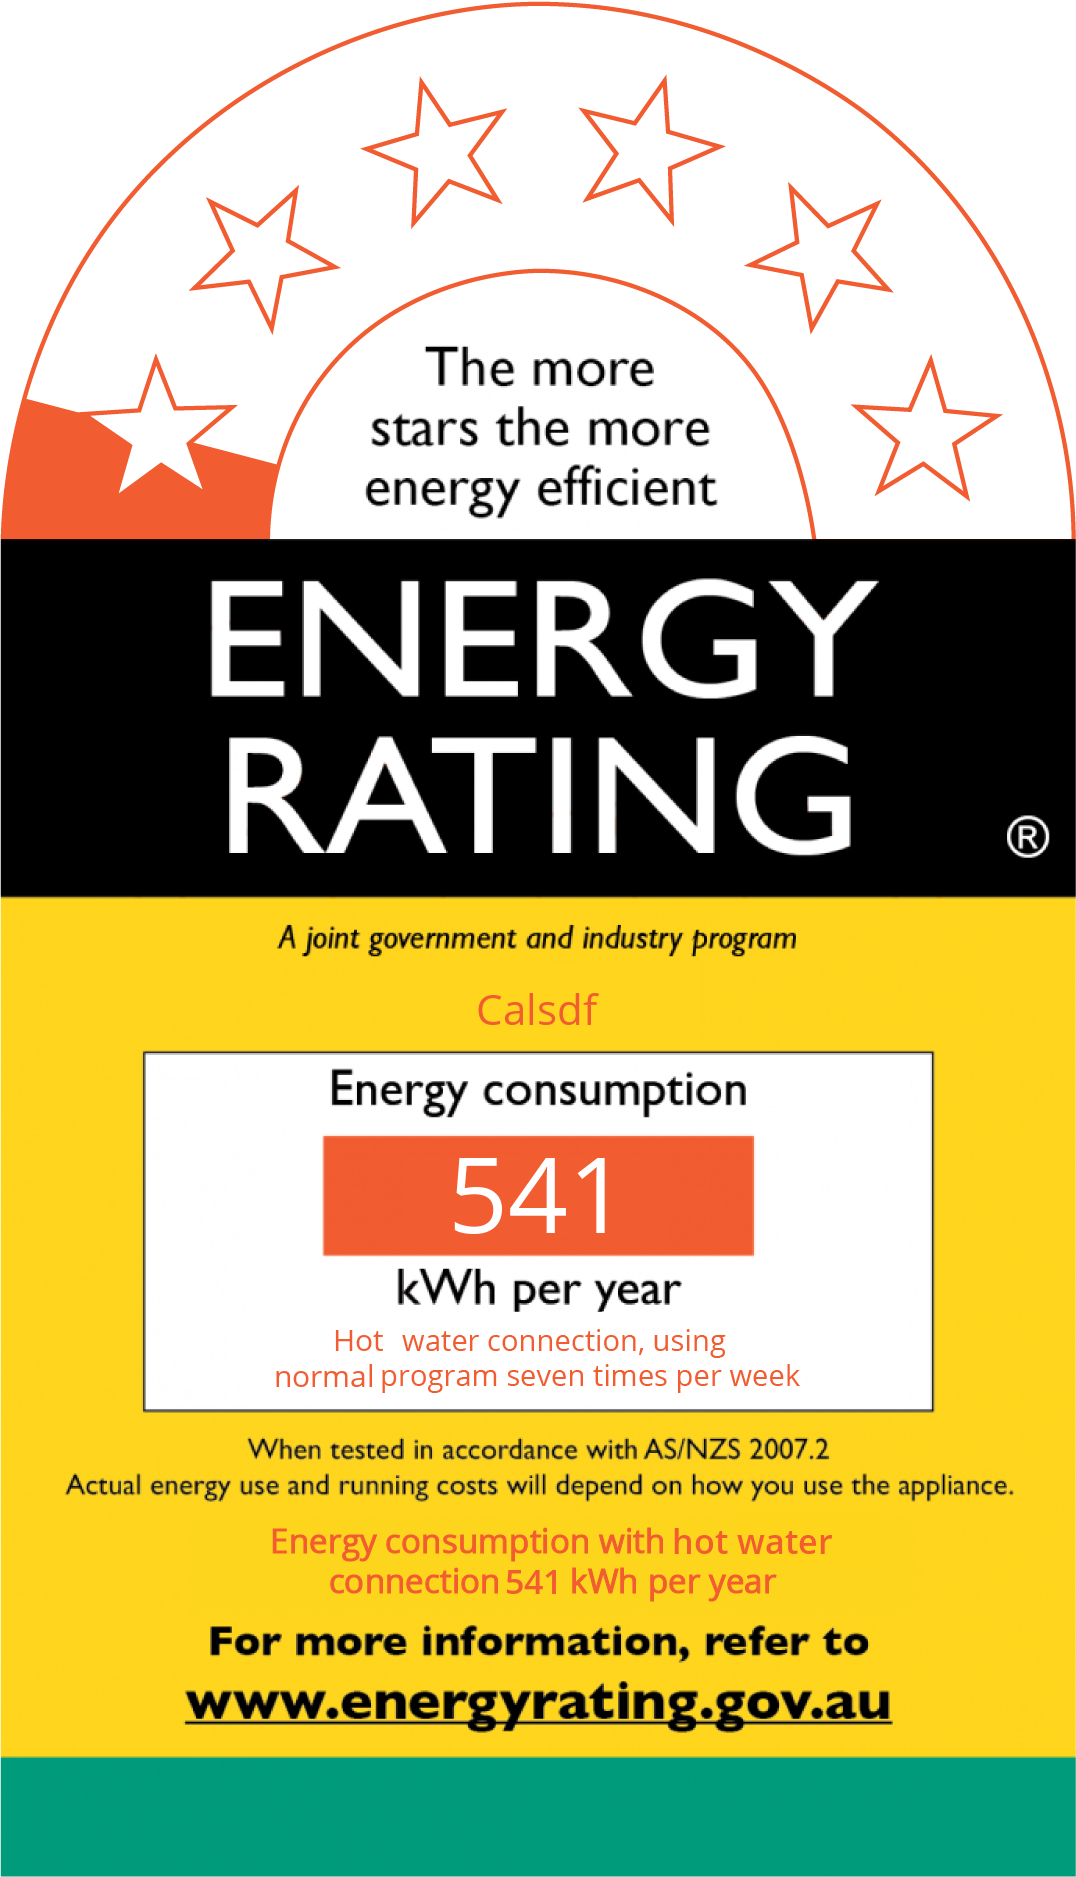 The more
stars the more
energy efficient
ENERGY
RATING
®
A joint government and industry program
Calsdf
Energy consumption
541
kWh per year
Hot water connection, using
normal program seven times per week
When tested in accordance with AS/NZS 2007.2
Actual energy use and running costs will depend on how you use the appliance.
Energy consumption with hot water
connection 541 kWh per year
For more information, refer to
www.energyrating.gov.au